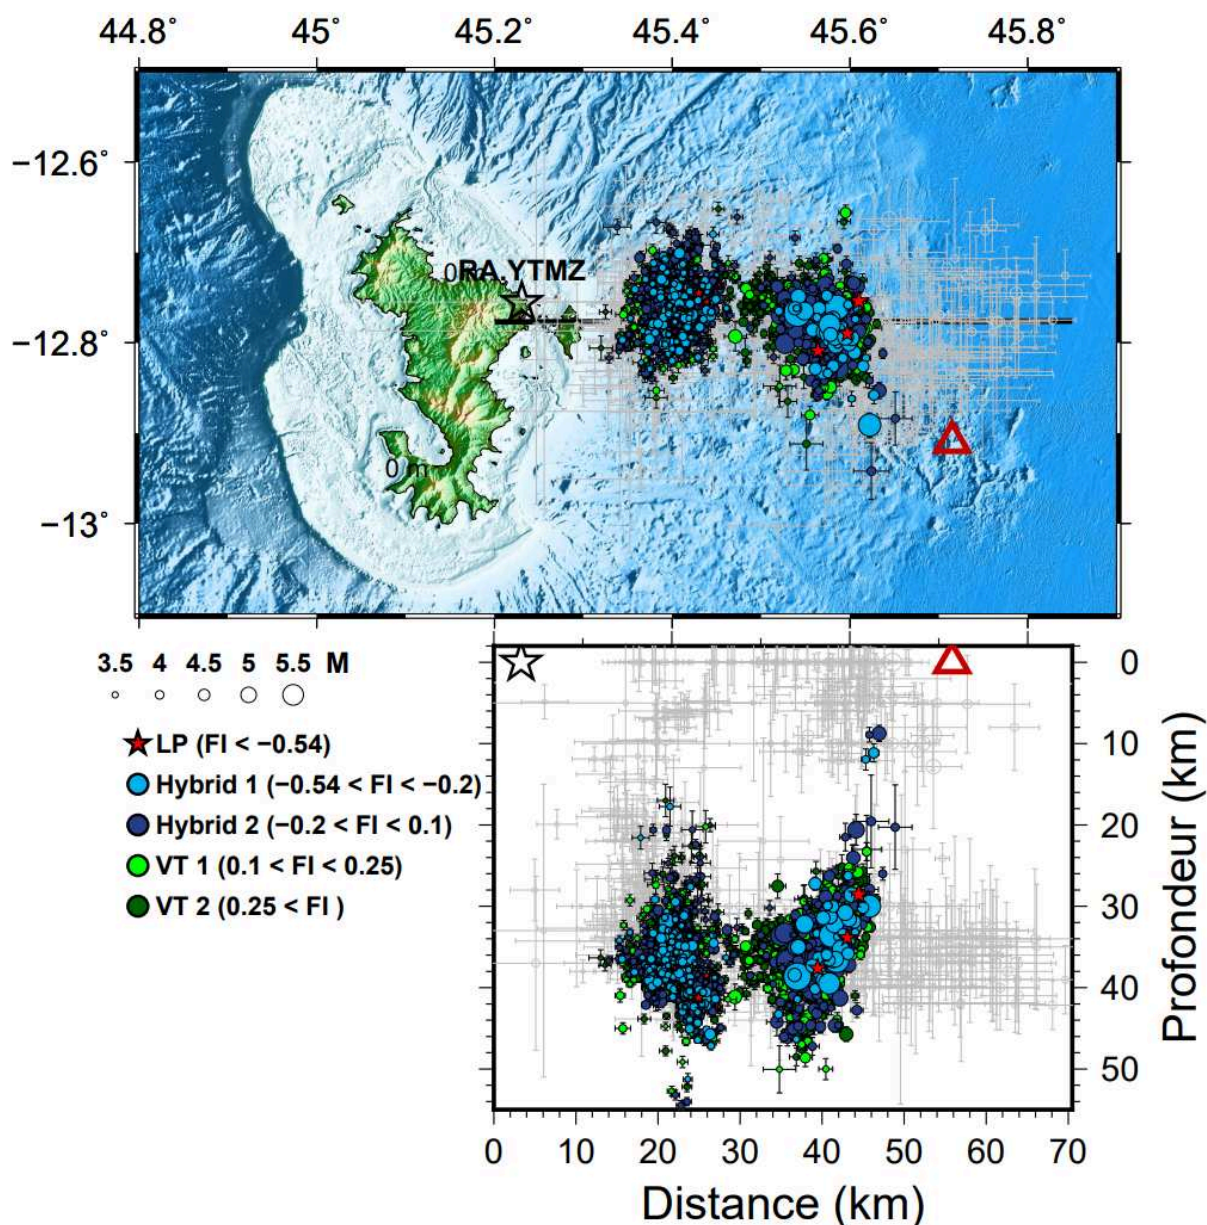 44.8° 45° 45.2° 45.4° 45.6° 45.8°
−12.6°
RA.YTMZ
0 m
−12.8°
0 m
−13°
3.5 4 4.5 5 5.5 M
LP (FI < −0.54)
Hybrid 1 (−0.54 < FI < −0.2)
Hybrid 2 (−0.2 < FI < 0.1)
VT 1 (0.1 < FI < 0.25)
VT 2 (0.25 < FI )
0
10
20
30
40
50
Profondeur (km)
0 10 20 30 40 50 60 70
Distance (km)